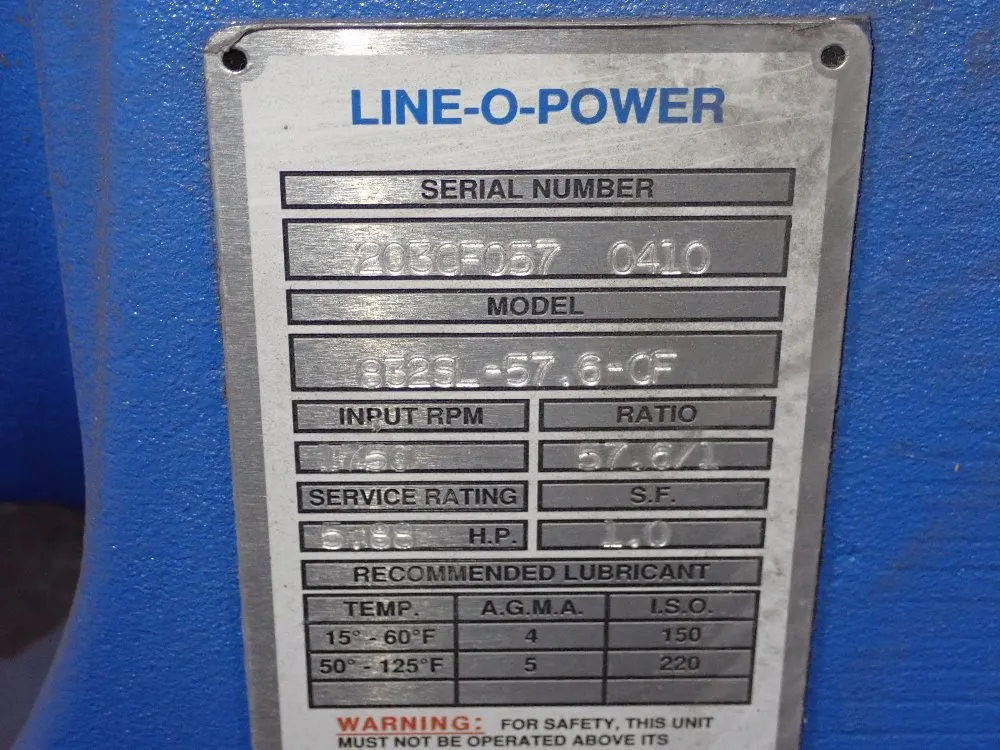 LINE-O-POWER
SERIAL NUMBER
0410
MODEL
832SL-57.6-CF
INPUT RPM RATIO
1750 57.6/1
SERVICE RATING S.F.
H.P. 1.0
RECOMMENDED LUBRICANT
TEMP. A.G.M.A. I.S.O.
15° - 60°F 4 150
50° - 125°F 5 220
WARNING: FOR SAFETY, THIS UNIT
MUST NOT BE OPERATED ABOVE ITS